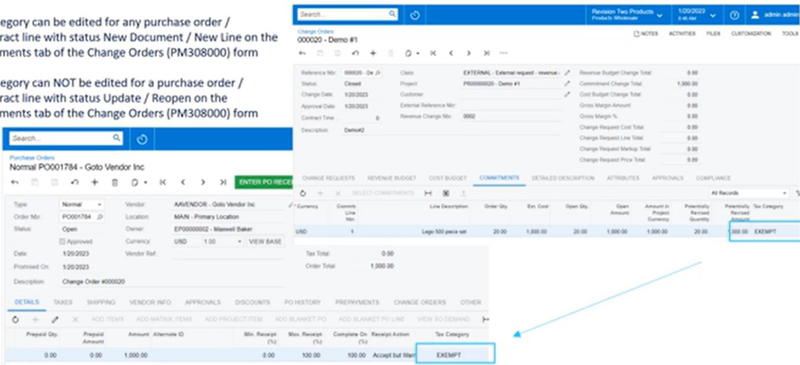 egory can be edited for any purchase order /
ract line with status New Document / New Line on the
ments tab of the Change Orders (PM308000) form
egory can NOT be edited for a purchase order /
ract line with status Update / Reopen on the
ments tab of the Change Orders (PM308000) form
Search...
Revision Two Products
Products Wholesale
1/20/2023
admin admin
Change Orders
000020 - Demo #1
NOTES ACTIVITIES FILES CUSTOMIZATION TOOLS
Reference Nbr: 000020 - De
Status: Closed
Change Date: 1/20/2023
Approval Date: 1/20/2023
Contract Time 0
Description: Demo#2
Class: EXTERNAL - External request - revenue
Project: PR00000020 - Demo #1
Customer:
External Reference Nbr:
Revenue Change Nbr: 0002
Revenue Budget Change Total: 0.00
Commitment Change Total: 1,000.00
Cost Budget Change Total: 0.00
Gross Margin Amount: 0.00
Gross Margin %: 0.00
Change Request Cost Total: 0.00
Change Request Line Total: 0.00
Change Request Markup Total: 0.00
Change Request Price Total: 0.00
CHANGE REQUESTS REVENUE BUDGET COST BUDGET COMMITMENTS DETAILED DESCRIPTION ATTRIBUTES APPROVALS COMPLIANCE
SELECT COMMITMENTS
All Records
Currency Commit. Line Nbr. Line Description Order Qty. Est. Cost Open Qty. Open Amount Amount in Project Currency Potentially Revised Quantity Potentially Revised Amount Tax Category
USD 1 Lego 500 piece set 20.00 1,000.00 20.00 1,000.00 1,000.00 20.00 1,000.00 EXEMPT
Search...
Purchase Orders
Normal PO001784 - Goto Vendor Inc
ENTER PO RECE
Type: Normal
Order Nbr.: PO001784
Status: Open
Approved
Date: 1/20/2023
Promised On: 1/20/2023
Description: Change Order #000020
Vendor: AAVENDOR - Goto Vendor Inc
Location: MAIN - Primary Location
Owner: EP00000002 - Maxwell Baker
Currency: USD 1.00 VIEW BASE
Vendor Ref.:
Tax Total: 0.00
Order Total: 1,000.00
DETAILS TAXES SHIPPING VENDOR INFO APPROVALS DISCOUNTS PO HISTORY PREPAYMENTS CHANGE ORDERS OTHER
ADD ITEMS ADD MATRIX ITEMS ADD PROJECT ITEM ADD BLANKET PO ADD BLANKET PO LINE VIEW SO DEMAND
Prepaid Qty. Prepaid Amount Amount Alternate ID Min. Receipt (%) Max. Receipt (%) Complete On (%) Receipt Action Tax Category
0.00 0.00 1,000.00 0.00 100.00 100.00 Accept but Warn EXEMPT